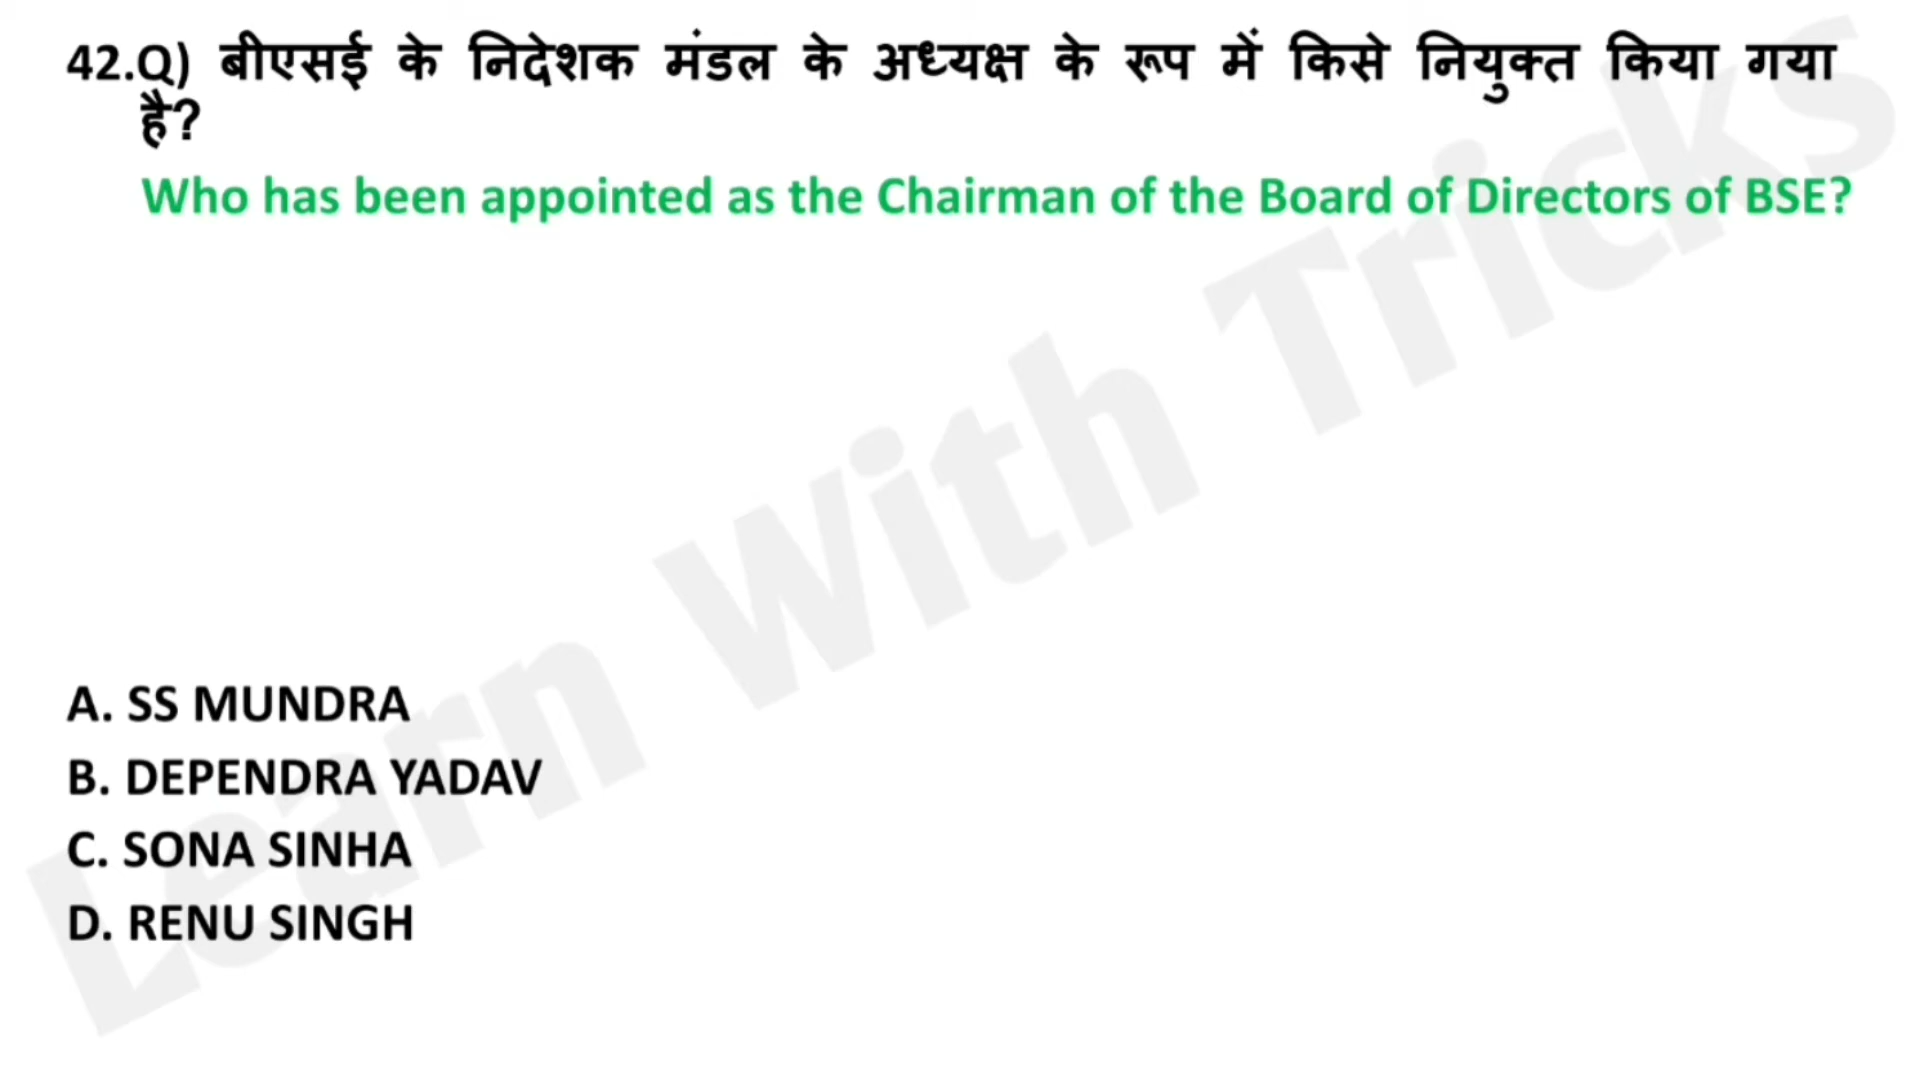 42.Q) बीएसई के निदेशक मंडल के अध्यक्ष के रूप में किसे नियुक्त किया गया
है?
Who has been appointed as the Chairman of the Board of Directors of BSE?
Learn With Tricks
A. SS MUNDRA
B. DEPENDRA YADAV
C. SONA SINHA
D. RENU SINGH